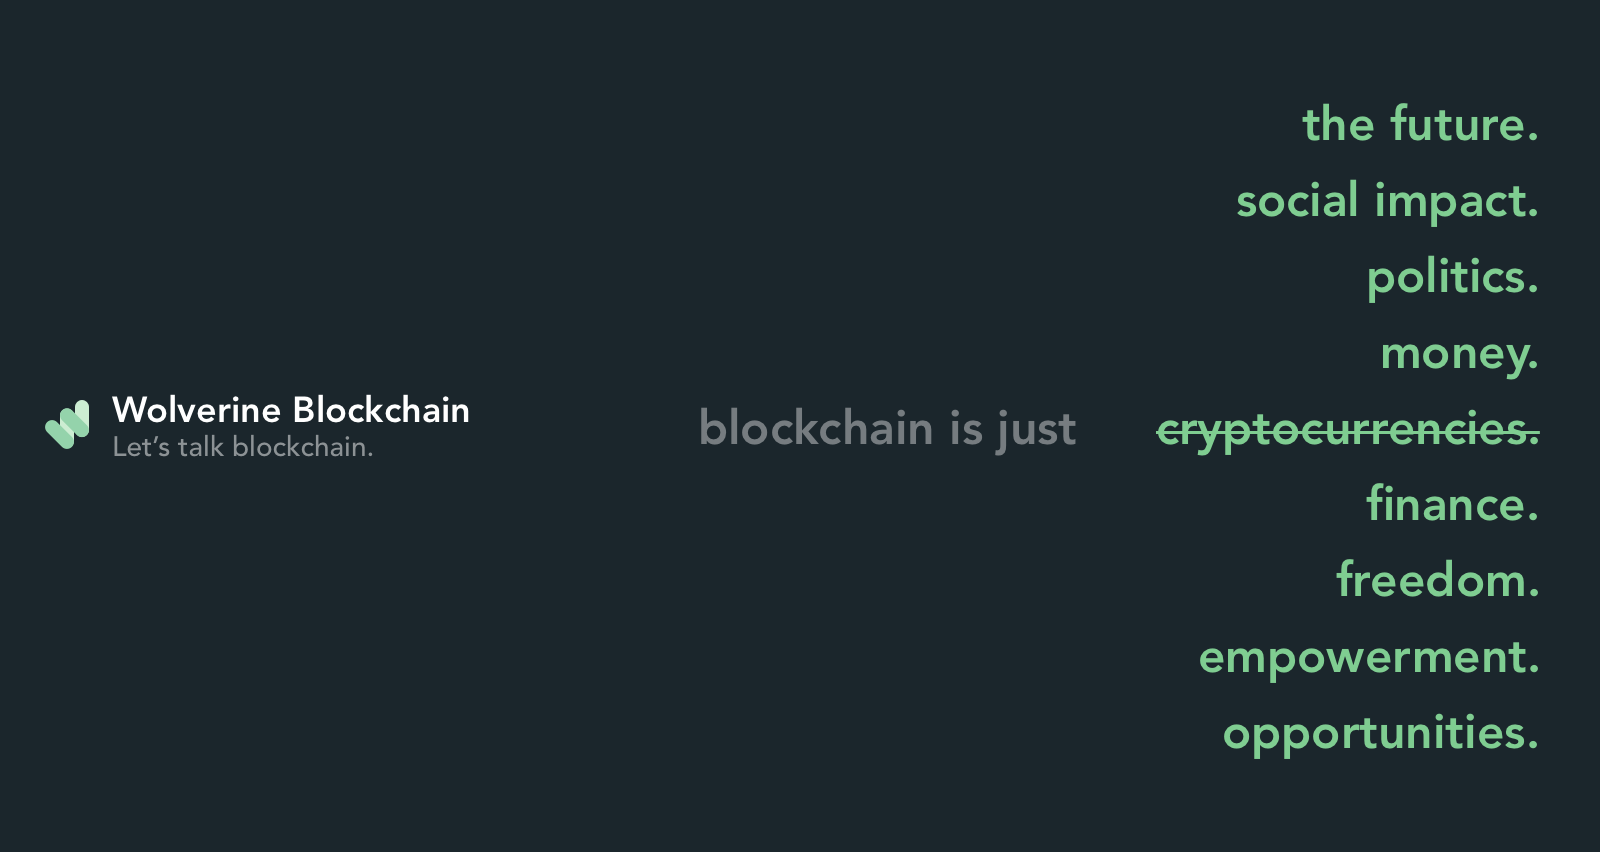 Wolverine Blockchain
Let's talk blockchain.
blockchain is just
the future.
social impact.
politics.
money.
cryptocurrencies.
finance.
freedom.
empowerment.
opportunities.